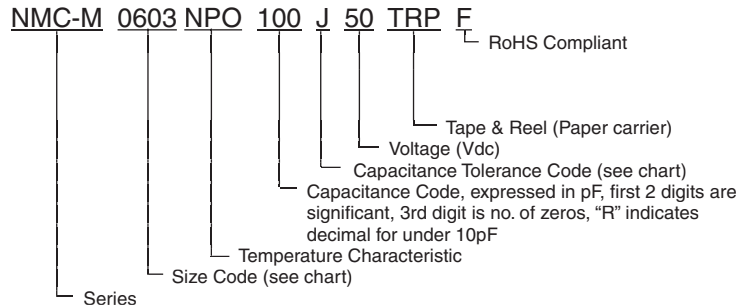 NMC-M 0603 NPO 100 J 50 TRP F
RoHS Compliant
Tape & Reel (Paper carrier)
Voltage (Vdc)
Capacitance Tolerance Code (see chart)
Capacitance Code, expressed in pF, first 2 digits are
significant, 3rd digit is no. of zeros, “R” indicates
decimal for under 10pF
Temperature Characteristic
Size Code (see chart)
Series